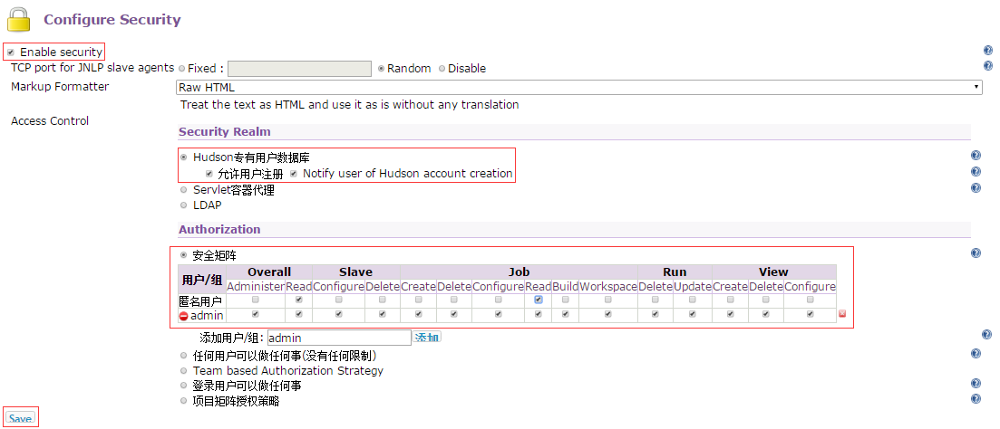 Configure Security
Enable security
TCP port for JNLP slave agents Fixed : Random Disable
Markup Formatter Raw HTML
Treat the text as HTML and use it as is without any translation
Access Control
Security Realm
Hudson专有用户数据库
允许用户注册 Notify user of Hudson account creation
Servlet容器代理
LDAP
Authorization
安全矩阵
用户/组 Overall Slave Job Run View
Administer Read Configure Delete Create Delete Configure Read Build Workspace Delete Update Create Delete Configure
匿名用户
admin
添加用户/组: admin 添加
任何用户可以做任何事(没有任何限制)
Team based Authorization Strategy
登录用户可以做任何事
项目矩阵授权策略
Save